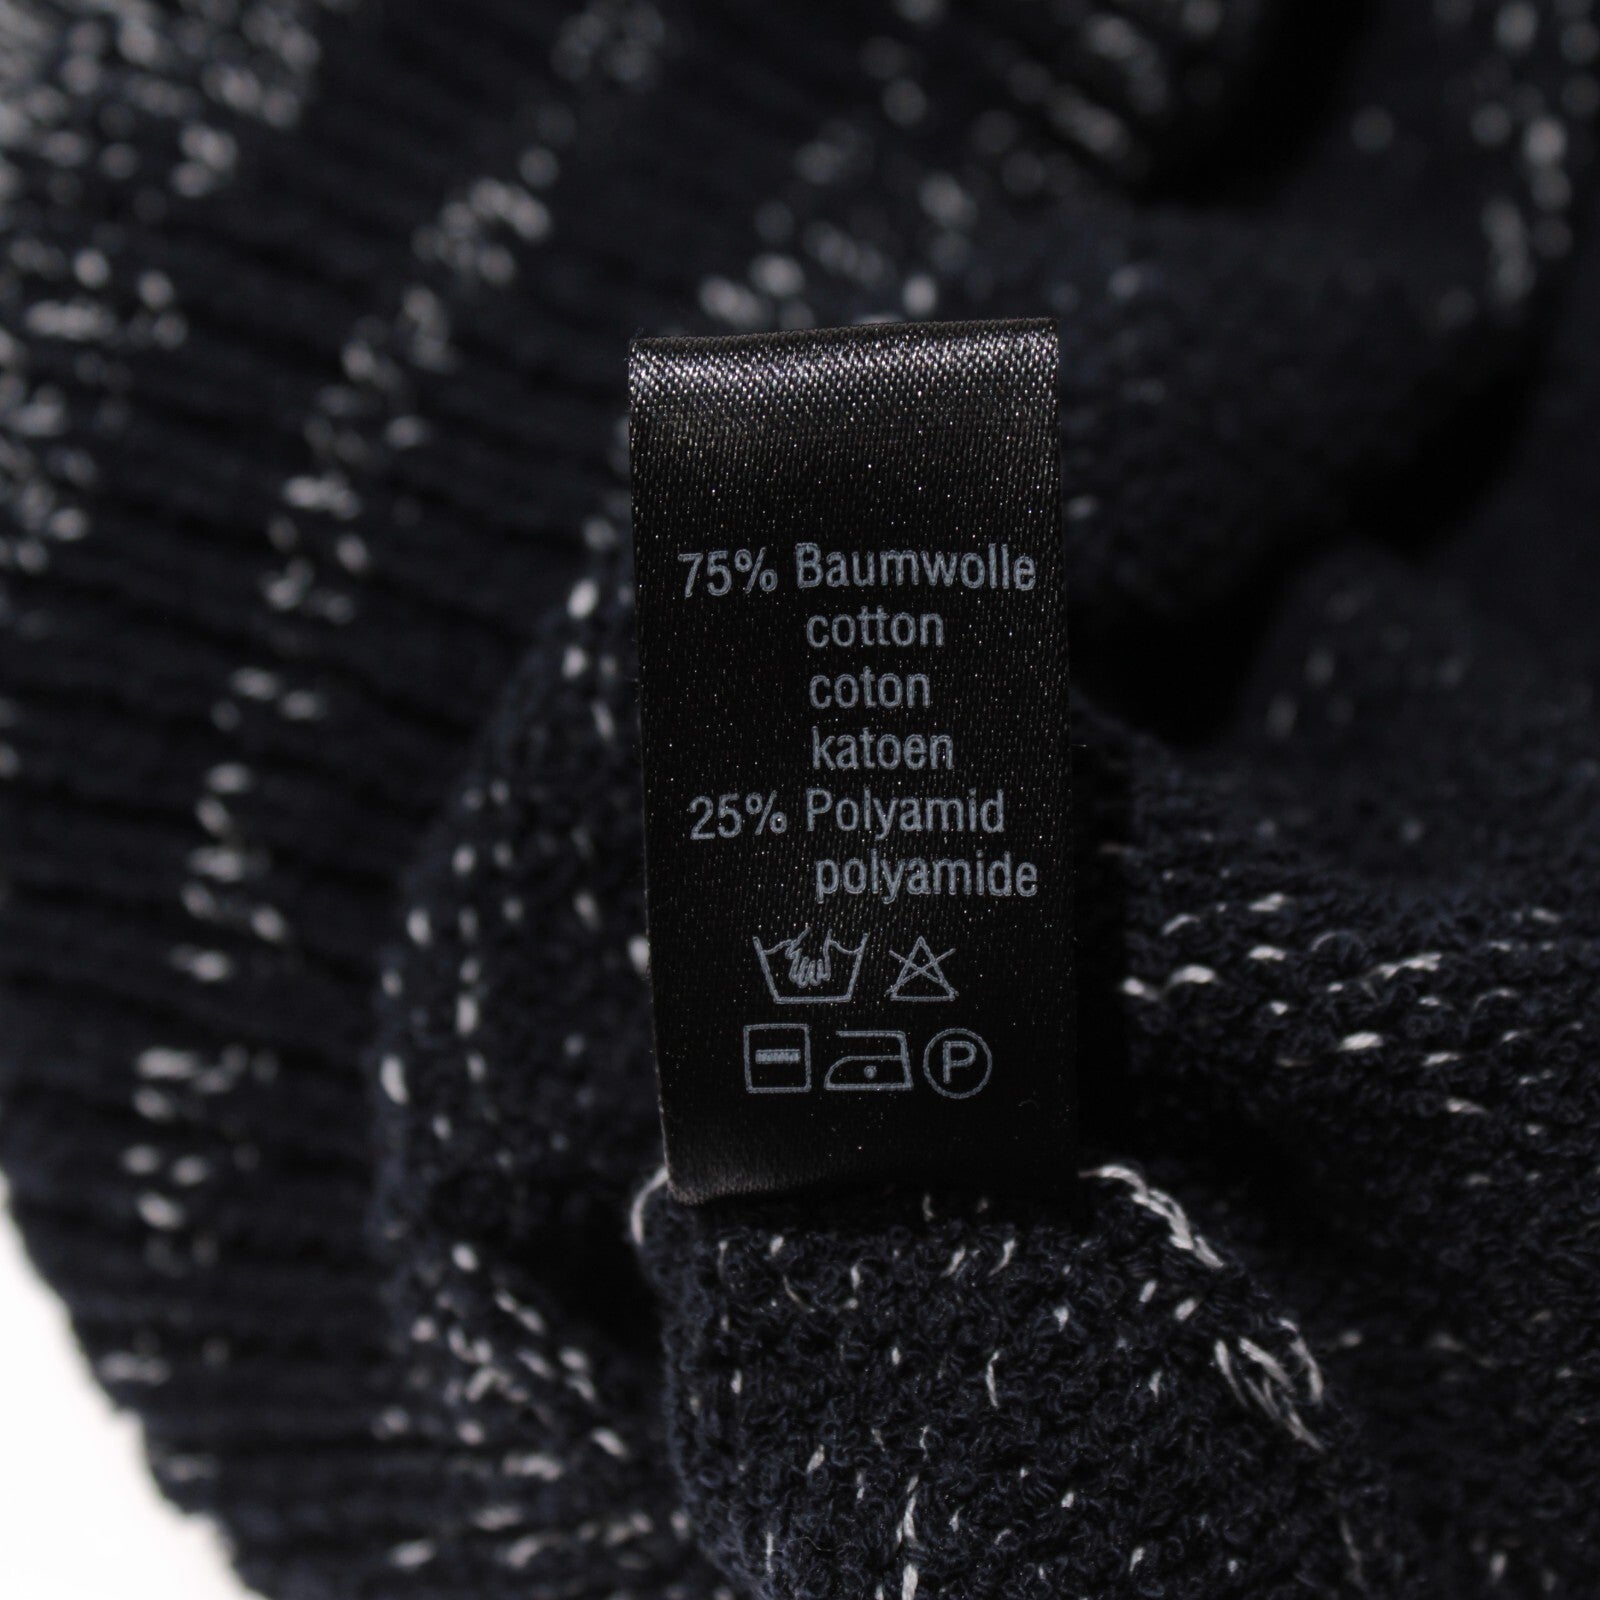 75% Baumwolle
cotton
coton
katoen
25% Polyamid
polyamide
P